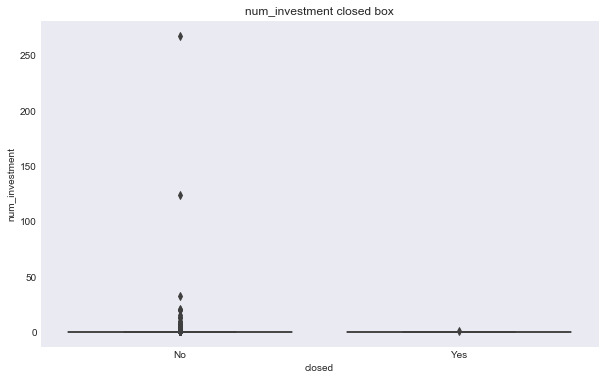 num_investment closed box
250
200
150
100
50
0
num_investment
No
Yes
closed